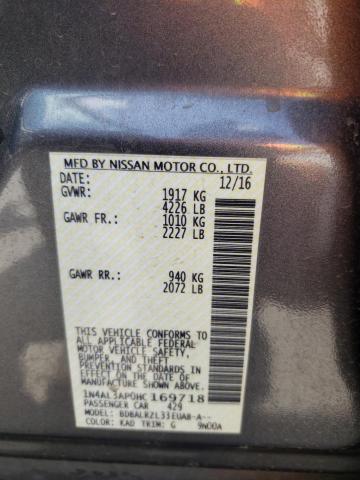 MFD BY NISSAN MOTOR CO., LTD.
DATE: 12/16
GVWR: 1917 KG
4226 LB
GAWR FR.: 1010 KG
2227 LB
GAWR RR.: 940 KG
2072 LB
THIS VEHICLE CONFORMS TO
ALL APPLICABLE FEDERAL
MOTOR VEHICLE SAFETY,
BUMPER, AND THEFT
PREVENTION STANDARDS IN
EFFECT ON THE DATE OF
MANUFACTURE SHOWN ABOVE.
1N4AL3AP0HC169718
PASSENGER CAR 429
MODEL: BDBALRZL33EUAB-A--
COLOR: KAD TRIM: G 9N00A